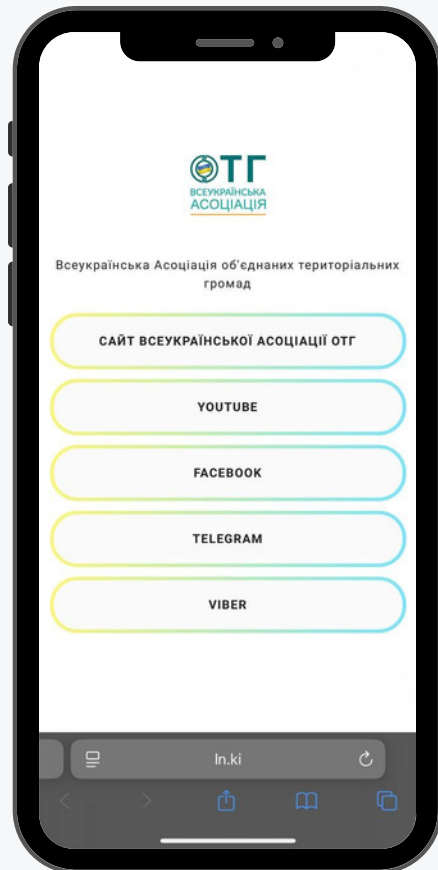 ОТГ
ВСЕУКРАЇНСЬКА
АСОЦІАЦІЯ
Всеукраїнська Асоціація об'єднаних територіальних
громад
САЙТ ВСЕУКРАЇНСЬКОЇ АСОЦІАЦІЇ ОТГ
YOUTUBE
FACEBOOK
TELEGRAM
VIBER
ln.ki